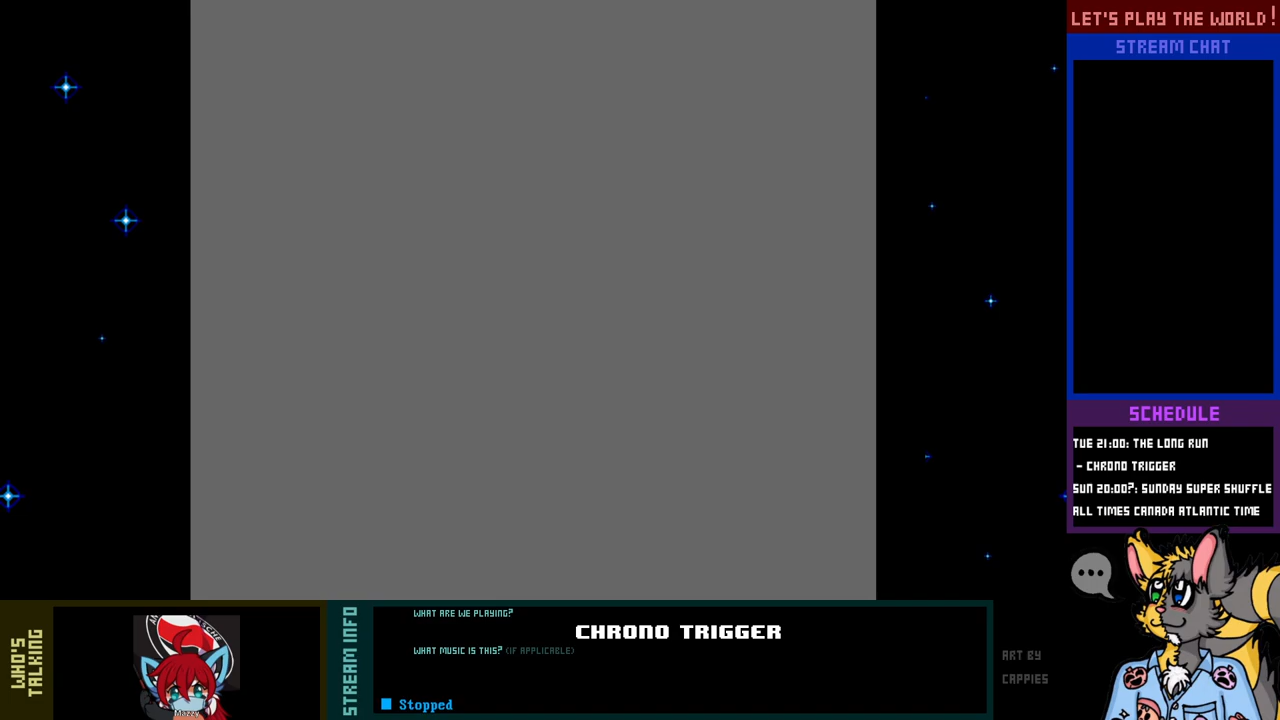 LET'S PLAY THE WORLD!
STREAM CHAT
SCHEDULE
TUE 21:00: THE LONG RUN
- CHRONO TRIGGER
SUN 20:00?: SUNDAY SUPER SHUFFLE
ALL TIMES CANADA ATLANTIC TIME
WHO'S TALKING
STREAM INFO
WHAT ARE WE PLAYING?
CHRONO TRIGGER
WHAT MUSIC IS THIS? (IF APPLICABLE)
Stopped
ART BY
CAPPIES